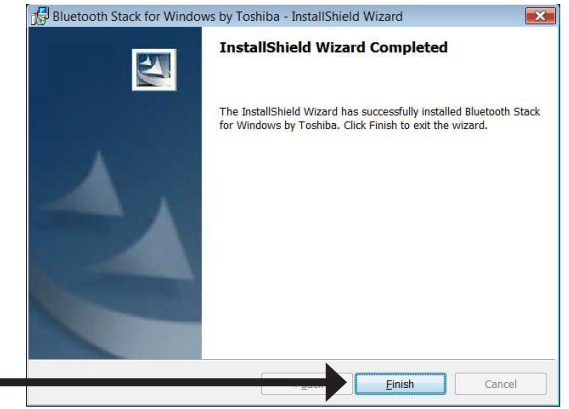 Bluetooth Stack for Windows by Toshiba - InstallShield Wizard
InstallShield Wizard Completed
The InstallShield Wizard has successfully installed Bluetooth Stack
for Windows by Toshiba. Click Finish to exit the wizard.
Finish
Cancel